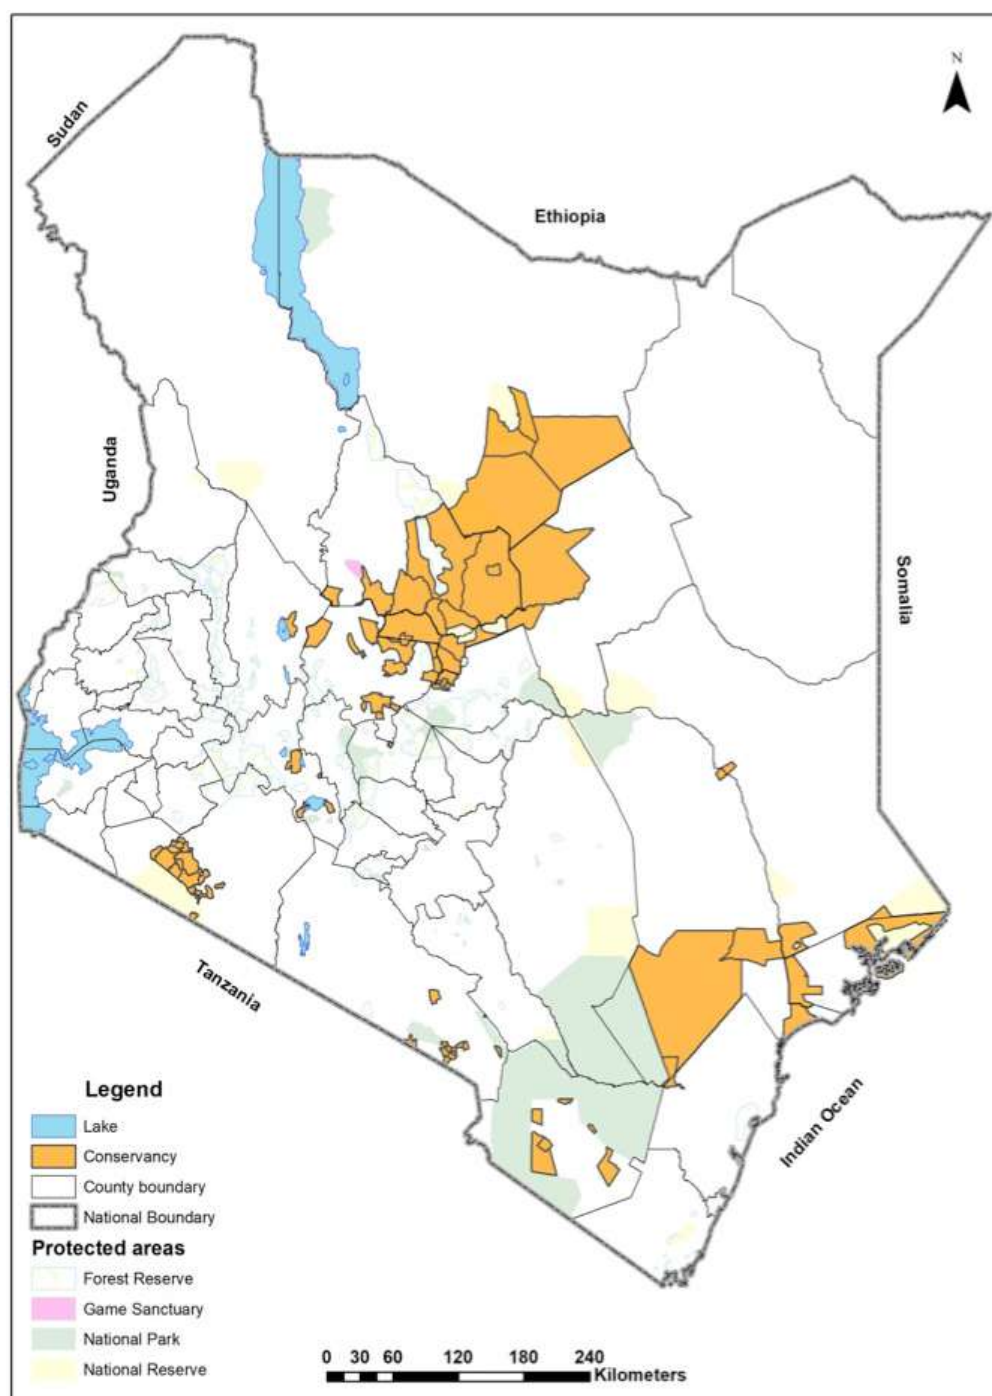 N
Sudan
Ethiopia
Uganda
Somalia
Tanzania
Indian Ocean
Legend
Lake
Conservancy
County boundary
National Boundary
Protected areas
Forest Reserve
Game Sanctuary
National Park
National Reserve
0 30 60 120 180 240
Kilometers